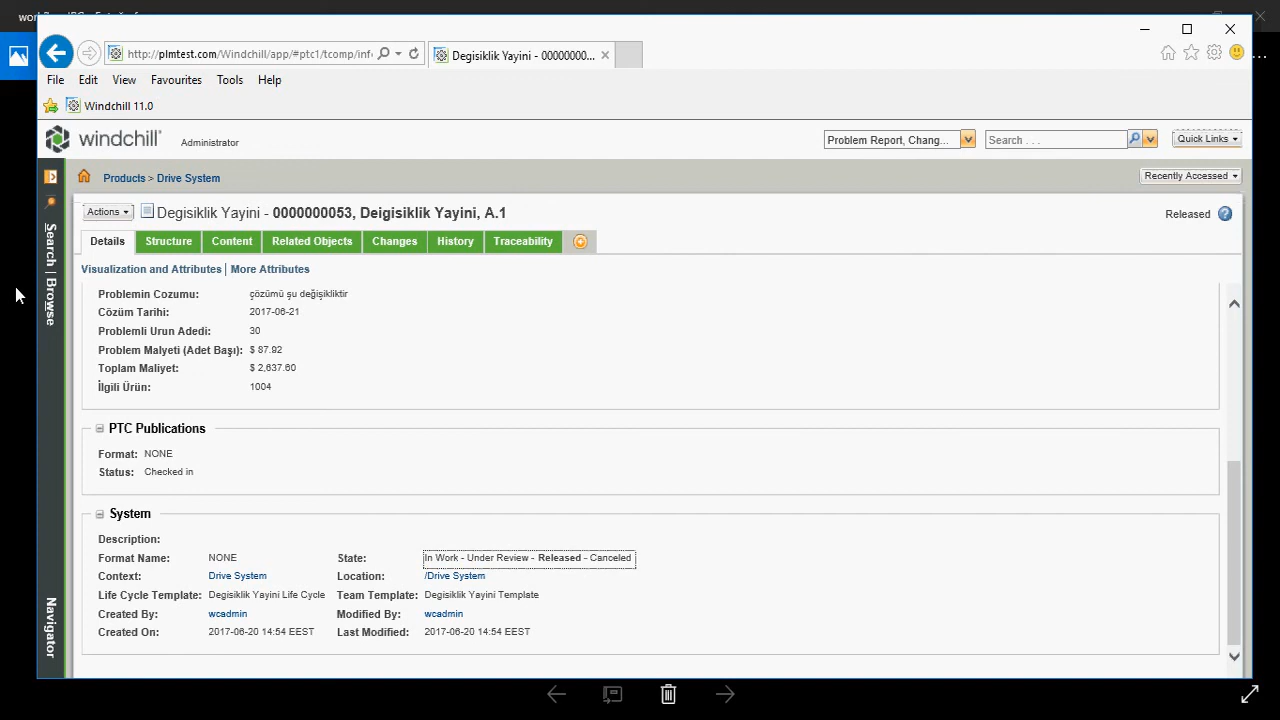 http://plmtest.com/Windchill/app/#ptc1/tcomp/inf
Degisiklik Yayini - 00000000...
File Edit View Favourites Tools Help
Windchill 11.0
windchill Administrator Problem Report, Chang... Search . . . Quick Links
Products > Drive System Recently Accessed
Actions Degisiklik Yayini - 0000000053, Deigisiklik Yayini, A.1 Released
Details Structure Content Related Objects Changes History Traceability
Visualization and Attributes | More Attributes
Search | Browse
Navigator
Problemin Cozumu: çözümü şu değişikliktir
Cözüm Tarihi: 2017-06-21
Problemli Urun Adedi: 30
Problem Malyeti (Adet Başı): $ 87.92
Toplam Maliyet: $ 2,637.60
İlgili Ürün: 1004
PTC Publications
Format: NONE
Status: Checked in
System
Description:
Format Name: NONE State: In Work - Under Review - Released - Canceled
Context: Drive System Location: /Drive System
Life Cycle Template: Degisiklik Yayini Life Cycle Team Template: Degisiklik Yayini Template
Created By: wcadmin Modified By: wcadmin
Created On: 2017-06-20 14:54 EEST Last Modified: 2017-06-20 14:54 EEST